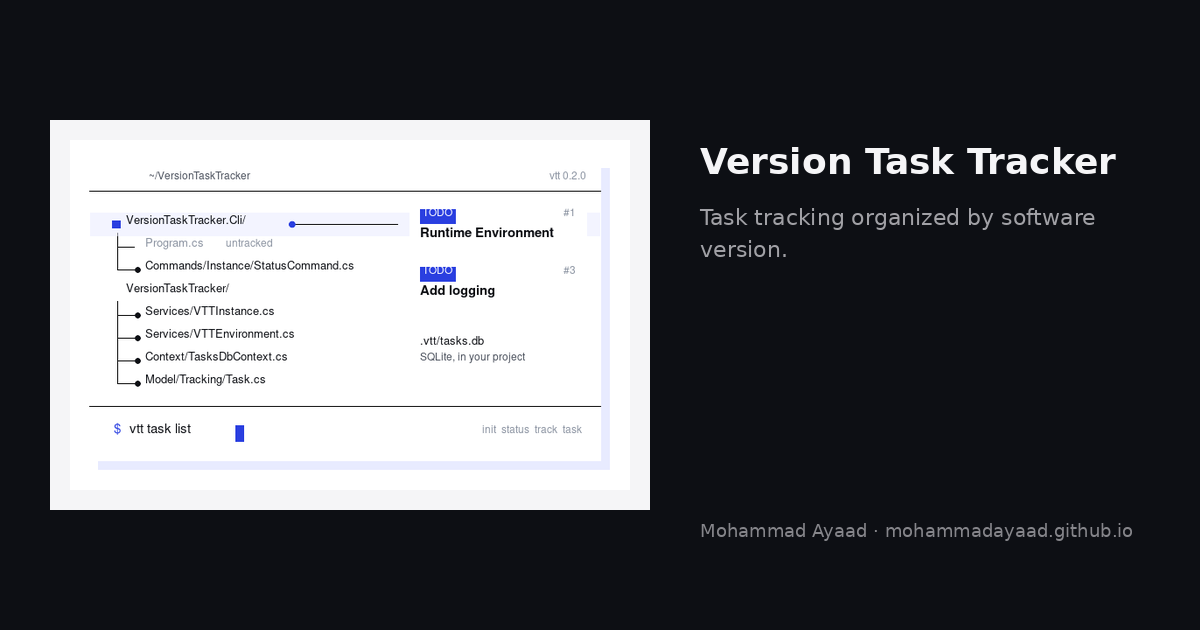 ~/VersionTaskTracker
vtt 0.2.0
VersionTaskTracker.Cli/
Program.cs untracked
Commands/Instance/StatusCommand.cs
VersionTaskTracker/
Services/VTTInstance.cs
Services/VTTEnvironment.cs
Context/TasksDbContext.cs
Model/Tracking/Task.cs
TODO #1
Runtime Environment
TODO #3
Add logging
.vtt/tasks.db
SQLite, in your project
$ vtt task list
init status track task
Version Task Tracker
Task tracking organized by software
version.
Mohammad Ayaad · mohammadayaad.github.io